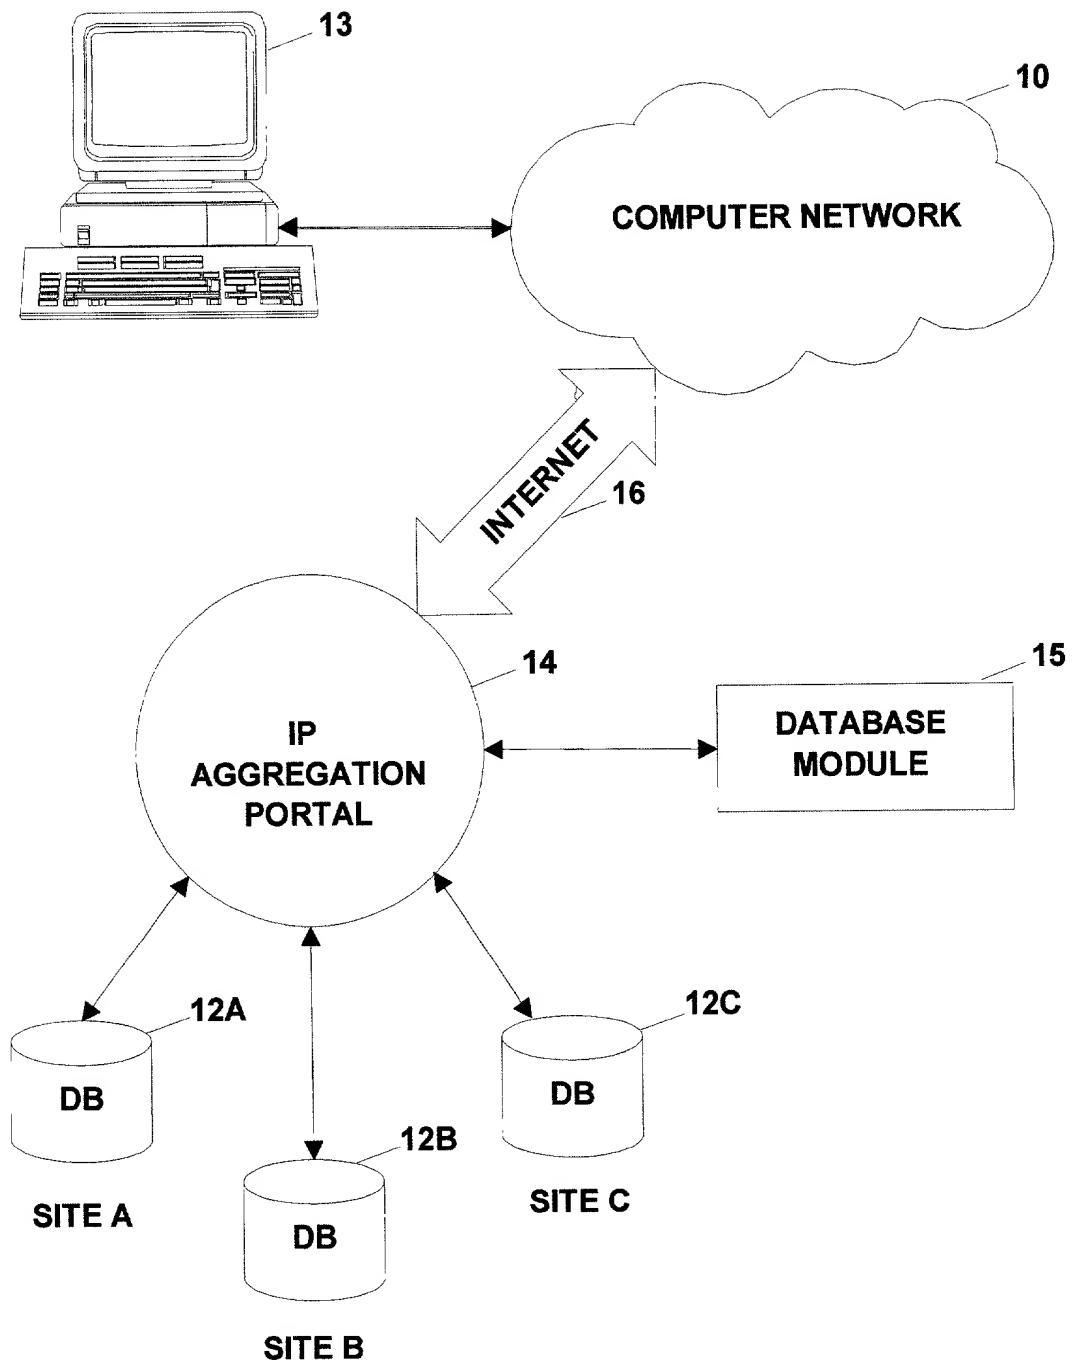 13
10
COMPUTER NETWORK
INTERNET
16
14
15
IP
AGGREGATION
PORTAL
DATABASE
MODULE
12A
12C
DB
DB
12B
SITE A
SITE C
DB
SITE B